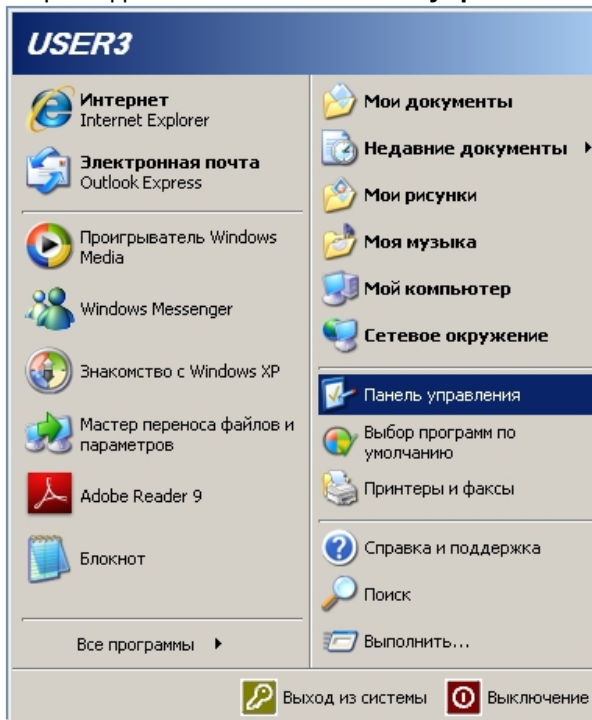 USER3
Интернет
Internet Explorer
Электронная почта
Outlook Express
Проигрыватель Windows
Media
Windows Messenger
Знакомство с Windows XP
Мастер переноса файлов и
параметров
Adobe Reader 9
Блокнот
Все программы
Мои документы
Недавние документы
Мои рисунки
Моя музыка
Мой компьютер
Сетевое окружение
Панель управления
Выбор программ по
умолчанию
Принтеры и факсы
Справка и поддержка
Поиск
Выполнить...
Выход из системы
Выключение